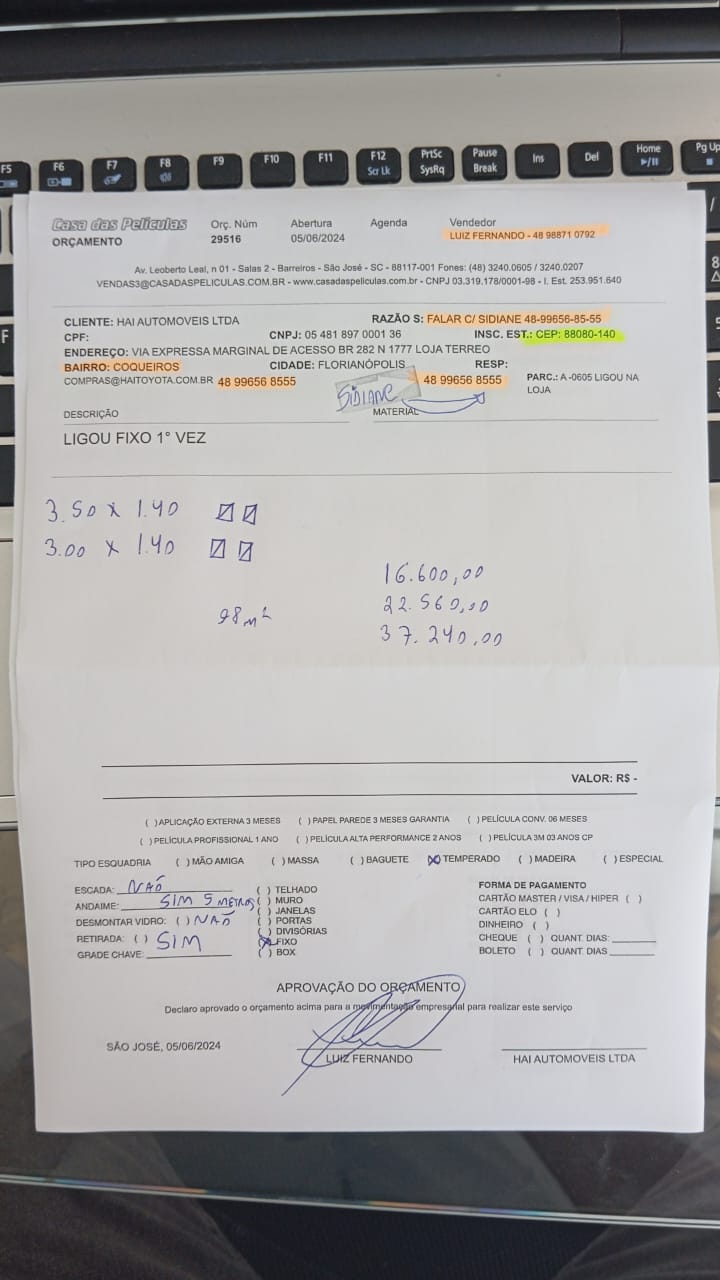 F5
F6
F7
F8
F9
F10
F11
F12
Scr Lk
PrtSc
SysRq
Pause
Break
Ins
Del
Home
Pg Up
Casa das Películas
ORÇAMENTO
Orç. Núm
29516
Abertura
05/06/2024
Agenda
Vendedor
LUIZ FERNANDO - 48 98871 0792
Av. Leoberto Leal, n 01 - Salas 2 - Barreiros - São José - SC - 88117-001 Fones: (48) 3240.0605 / 3240.0207
VENDAS3@CASADASPELICULAS.COM.BR - www.casadaspeliculas.com.br - CNPJ 03.319.178/0001-98 - I. Est. 253.951.640
CLIENTE: HAI AUTOMOVEIS LTDA RAZÃO S: FALAR C/ SIDIANE 48-99656-85-55
CPF: CNPJ: 05 481 897 0001 36 INSC. EST.: CEP: 88080-140
ENDEREÇO: VIA EXPRESSA MARGINAL DE ACESSO BR 282 N 1777 LOJA TERREO
BAIRRO: COQUEIROS CIDADE: FLORIANÓPOLIS RESP:
COMPRAS@HAITOYOTA.COM.BR 48 99656 8555 SIDIANE 48 99656 8555 PARC.: A -0605 LIGOU NA
LOJA
DESCRIÇÃO MATERIAL
LIGOU FIXO 1° VEZ
3.50 x 1.40
3.00 x 1.40
16.600,00
22.560,00
98 m²
37.240,00
VALOR: R$ -
( )APLICAÇÃO EXTERNA 3 MESES ( )PAPEL PAREDE 3 MESES GARANTIA ( )PELÍCULA CONV. 06 MESES
( )PELÍCULA PROFISSIONAL 1 ANO ( )PELÍCULA ALTA PERFORMANCE 2 ANOS ( )PELÍCULA 3M 03 ANOS CP
TIPO ESQUADRIA ( )MÃO AMIGA ( )MASSA ( )BAGUETE (X)TEMPERADO ( )MADEIRA ( )ESPECIAL
ESCADA: NAÕ ( )TELHADO
ANDAIME: SIM 5 METROS ( )MURO
( )JANELAS
DESMONTAR VIDRO: ( ) NAÕ ( )PORTAS
( )DIVISÓRIAS
RETIRADA: ( ) SIM (X)FIXO
GRADE CHAVE: ( )BOX
FORMA DE PAGAMENTO
CARTÃO MASTER / VISA / HIPER ( )
CARTÃO ELO ( )
DINHEIRO ( )
CHEQUE ( ) QUANT DIAS:
BOLETO ( ) QUANT DIAS
APROVAÇÃO DO ORÇAMENTO
Declaro aprovado o orçamento acima para a movimentação empresarial para realizar este serviço
SÃO JOSÉ, 05/06/2024
LUIZ FERNANDO
HAI AUTOMOVEIS LTDA